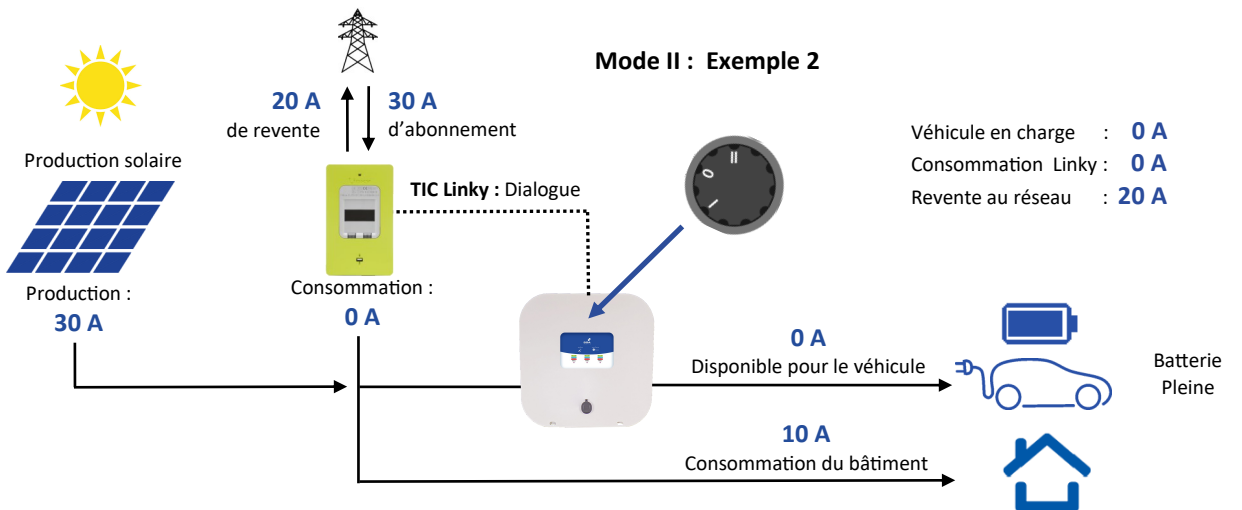 Mode II : Exemple 2
20 A
de revente
30 A
d'abonnement
Production solaire
TIC Linky : Dialogue
I
0
II
Véhicule en charge : 0 A
Consommation Linky : 0 A
Revente au réseau : 20 A
Production :
30 A
Consommation :
0 A
0 A
Disponible pour le véhicule
Batterie
Pleine
10 A
Consommation du bâtiment